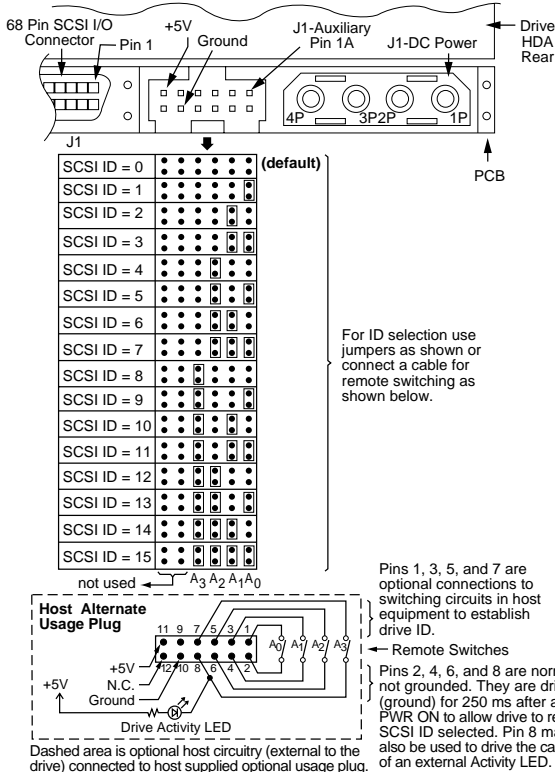 68 Pin SCSI I/O
Connector
Pin 1
+5V
Ground
J1-Auxiliary
Pin 1A
J1-DC Power
Drive
HDA
Rear
4P
3P
2P
1P
J1
PCB
SCSI ID = 0
(default)
SCSI ID = 1
SCSI ID = 2
SCSI ID = 3
SCSI ID = 4
SCSI ID = 5
SCSI ID = 6
SCSI ID = 7
SCSI ID = 8
SCSI ID = 9
SCSI ID = 10
SCSI ID = 11
SCSI ID = 12
SCSI ID = 13
SCSI ID = 14
SCSI ID = 15
For ID selection use
jumpers as shown or
connect a cable for
remote switching as
shown below.
not used
A3 A2 A1 A0
Host Alternate
Usage Plug
11 9 7 5 3 1
12 10 8 6 4 2
+5V
N.C.
Ground
+5V
Drive Activity LED
A0 A1 A2 A3
Pins 1, 3, 5, and 7 are
optional connections to
switching circuits in host
equipment to establish
drive ID.
Remote Switches
Pins 2, 4, 6, and 8 are
not grounded. They are
(ground) for 250 ms after
PWR ON to allow drive to
SCSI ID selected. Pin 8
also be used to drive the
of an external Activity LED.
Dashed area is optional host circuitry (external to the
drive) connected to host supplied optional usage plug.